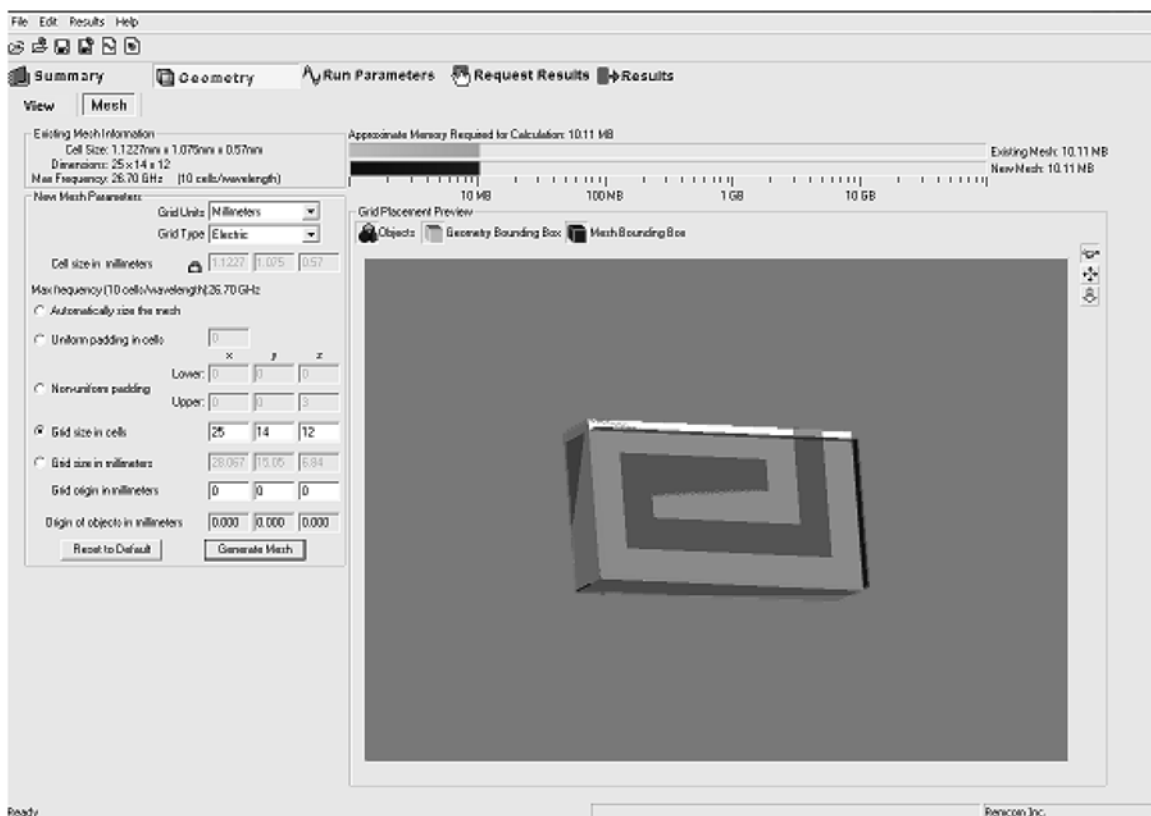 File Edit Results Help
Summary Geometry Run Parameters Request Results Results
View Mesh
Existing Mesh Information
Cell Size: 1.1227mm x 1.075mm x 0.57mm
Dimensions: 25 x 14 x 12
Max Frequency: 26.70 GHz (10 cells/wavelength)
Approximate Memory Required for Calculation: 10.11 MB
Existing Mesh: 10.11 MB
New Mesh: 10.11 MB
10 MB 100 MB 1 GB 10 GB
New Mesh Parameters
Grid Units Millimeters
Grid Type Electric
Cell size in millimeters 1.1227 1.075 0.57
Max frequency (10 cells/wavelength): 26.70 GHz
Automatically size the mesh
Uniform padding in cells 0
x y z
Lower: 0 0 0
Non-uniform padding
Upper: 0 0 3
Grid size in cells 25 14 12
Grid size in millimeters 28.067 15.05 6.84
Grid origin in millimeters 0 0 0
Origin of objects in millimeters 0.000 0.000 0.000
Reset to Default Generate Mesh
Grid Placement Preview
Objects Geometry Bounding Box Mesh Bounding Box
Ready
Remcom Inc.